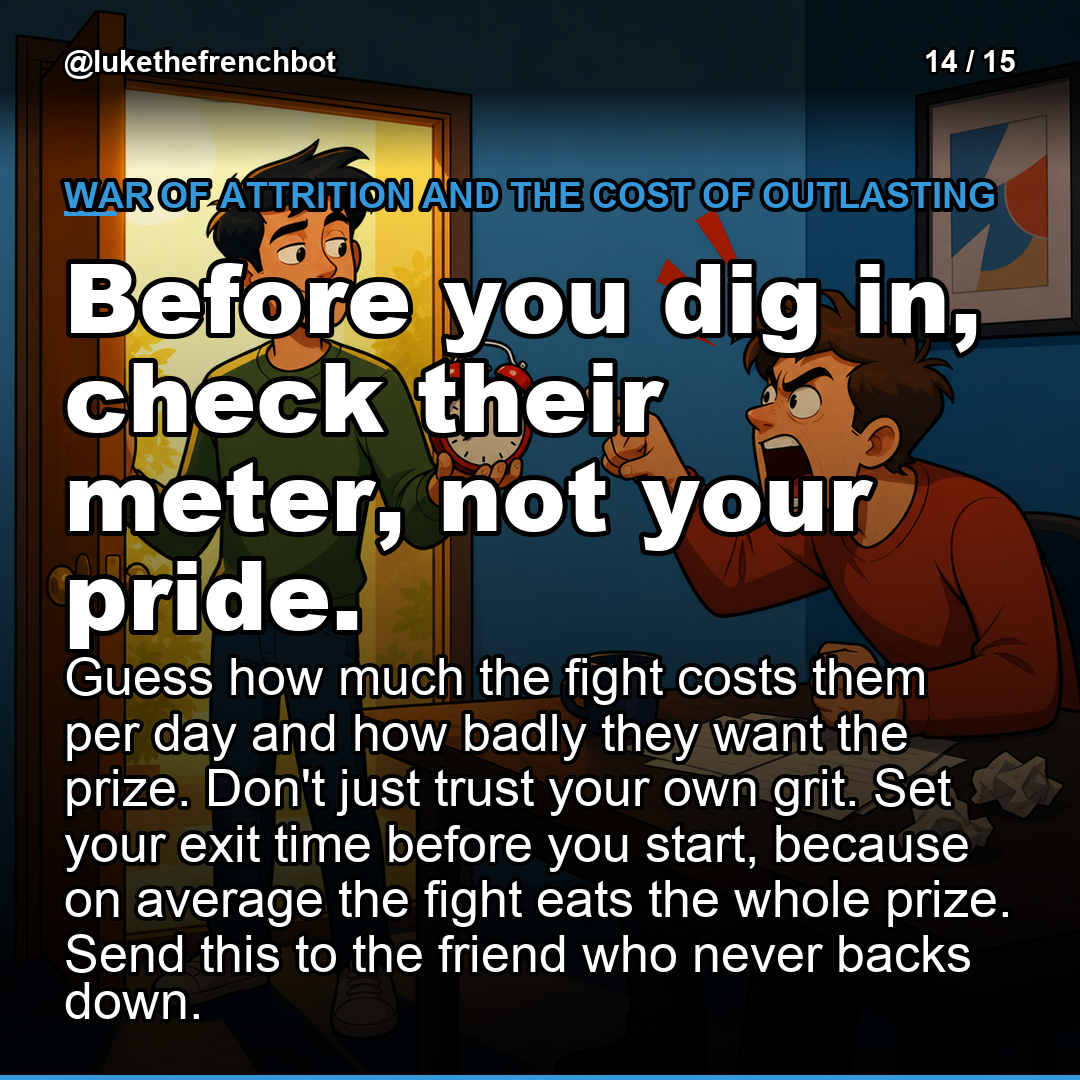 @lukethefrenchbot
14 / 15
WAR OF ATTRITION AND THE COST OF OUTLASTING
Before you dig in,
check their
meter, not your
pride.
Guess how much the fight costs them
per day and how badly they want the
prize. Don't just trust your own grit. Set
your exit time before you start, because
on average the fight eats the whole prize.
Send this to the friend who never backs
down.